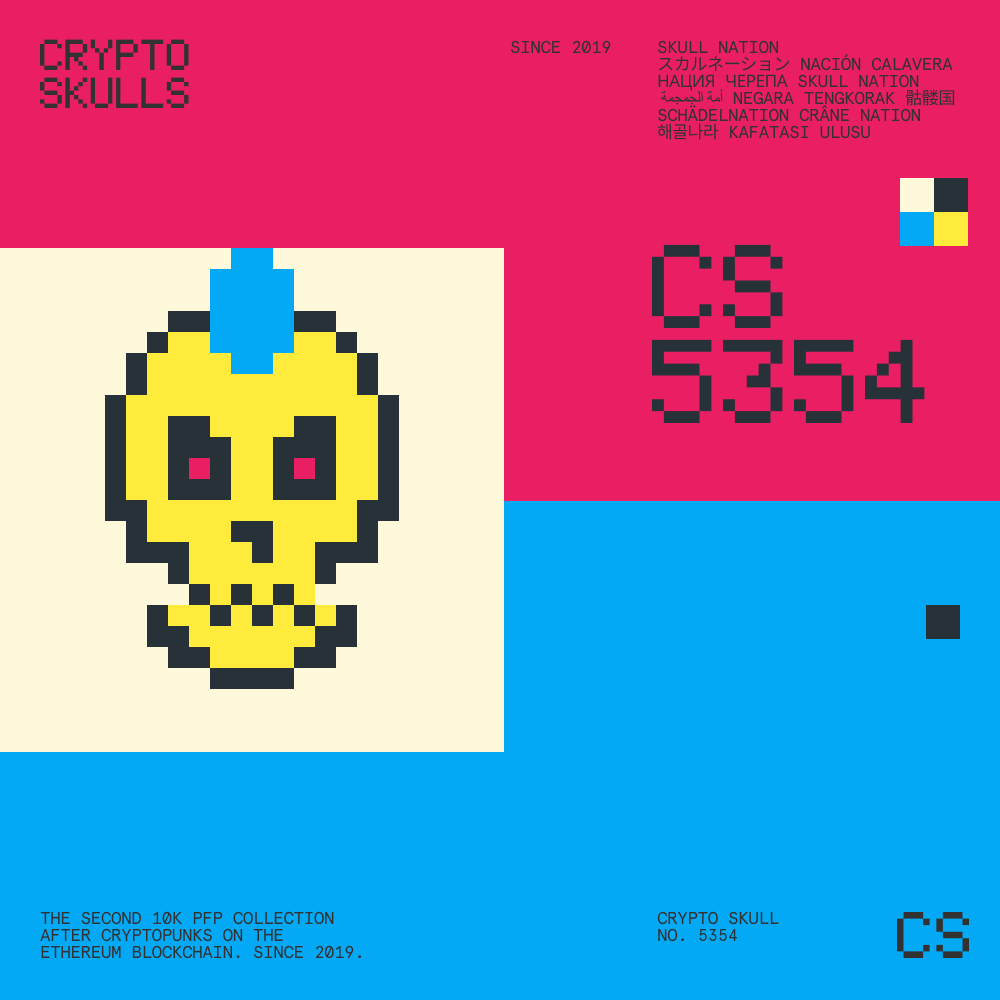 CRYPTO
SKULLS
SINCE 2019
SKULL NATION
スカルネーション NACIÓN CALAVERA
НАЦИЯ ЧЕРЕПА SKULL NATION
أمة الجمجمة NEGARA TENGKORAK 骷髅国
SCHÄDELNATION CRÂNE NATION
해골나라 KAFATASI ULUSU
CS
5354
THE SECOND 10K PFP COLLECTION
AFTER CRYPTOPUNKS ON THE
ETHEREUM BLOCKCHAIN. SINCE 2019.
CRYPTO SKULL
NO. 5354
CS